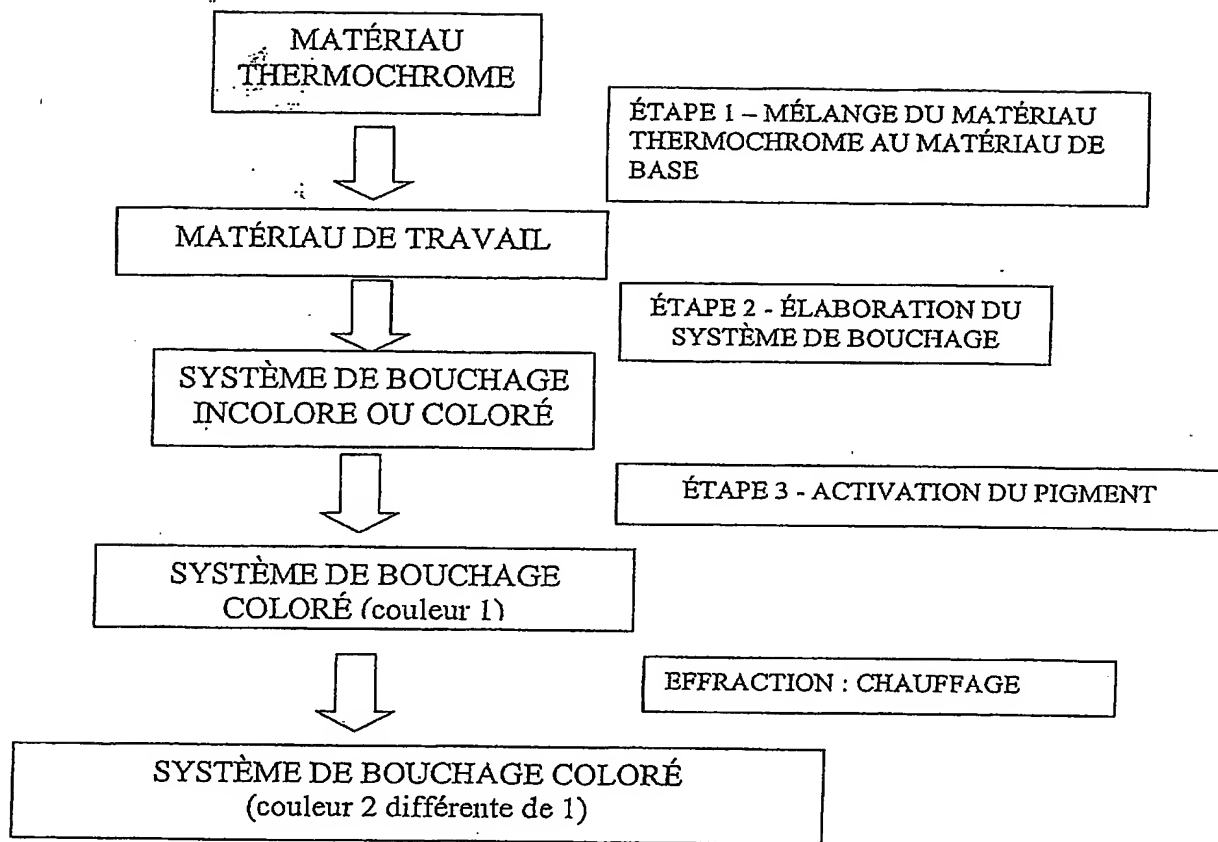 MATÉRIAU
THERMOCHROME
ÉTAPE 1 – MÉLANGE DU MATÉRIAU
THERMOCHROME AU MATÉRIAU DE
BASE
MATÉRIAU DE TRAVAIL
ÉTAPE 2 - ÉLABORATION DU
SYSTÈME DE BOUCHAGE
SYSTÈME DE BOUCHAGE
INCOLORE OU COLORÉ
ÉTAPE 3 - ACTIVATION DU PIGMENT
SYSTÈME DE BOUCHAGE
COLORÉ (couleur 1)
EFFRACTION : CHAUFFAGE
SYSTÈME DE BOUCHAGE COLORÉ
(couleur 2 différente de 1)